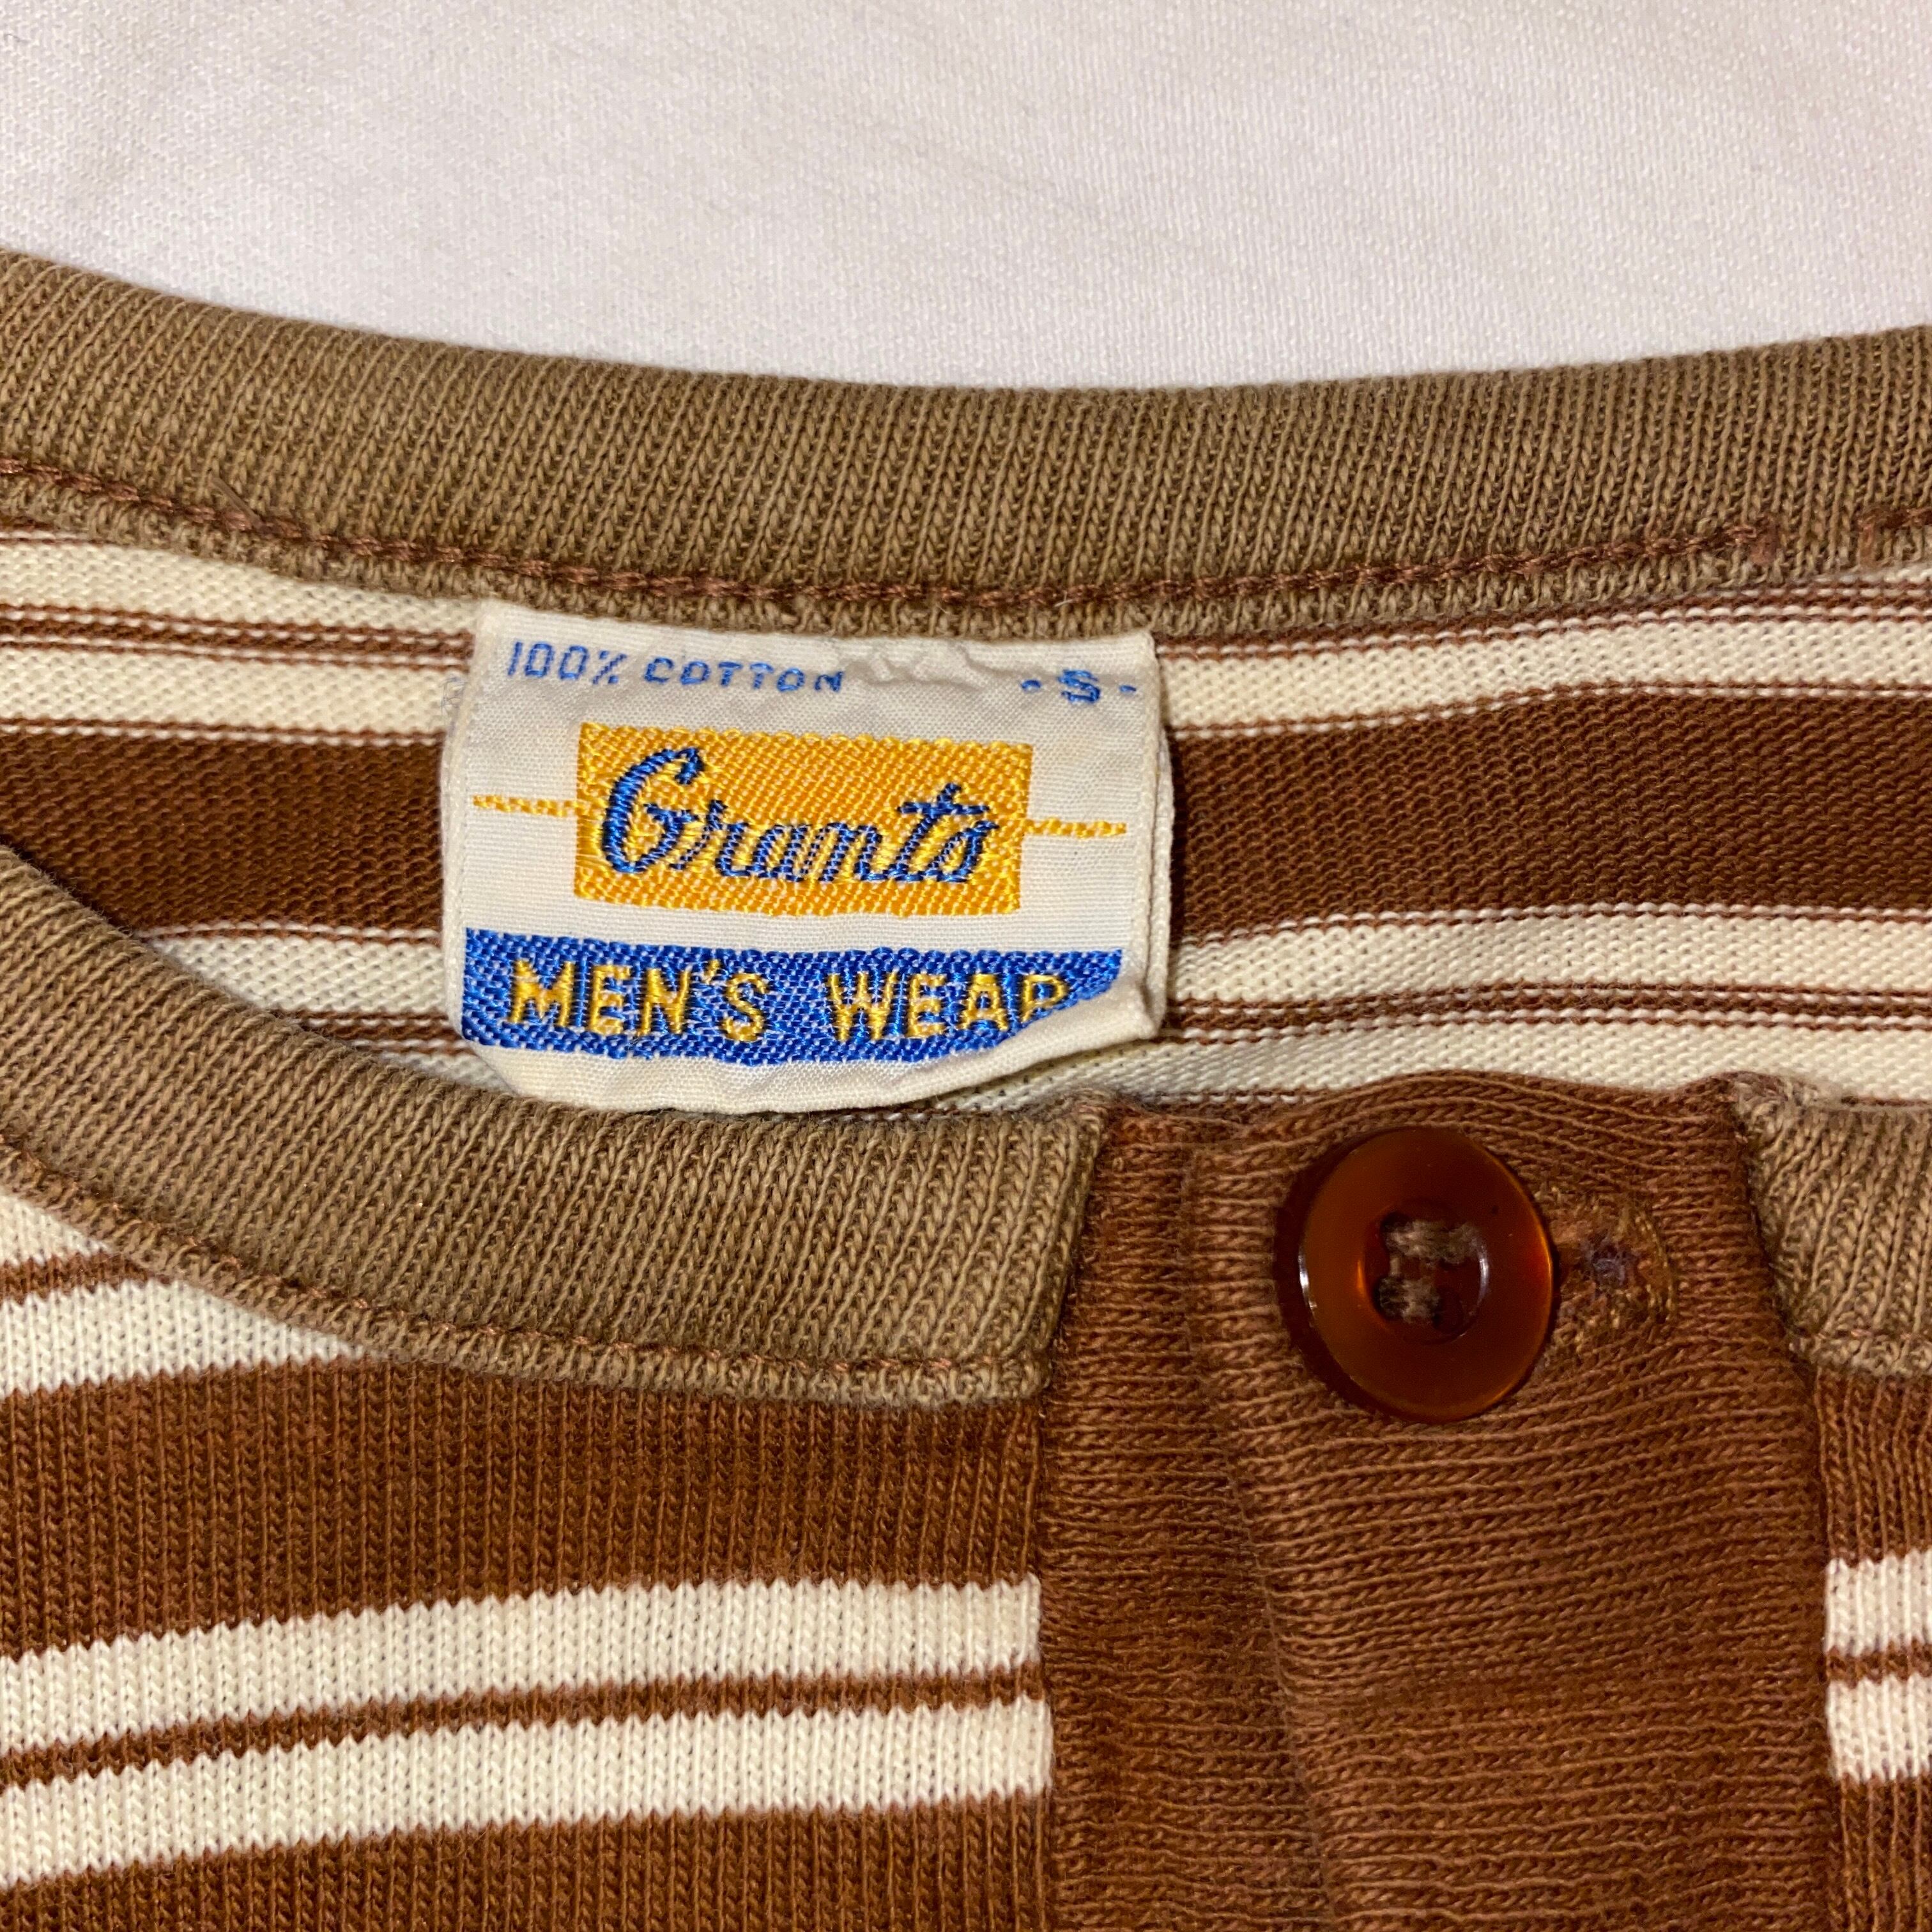 100% COTTON -S-
Grants
MEN'S WEAR